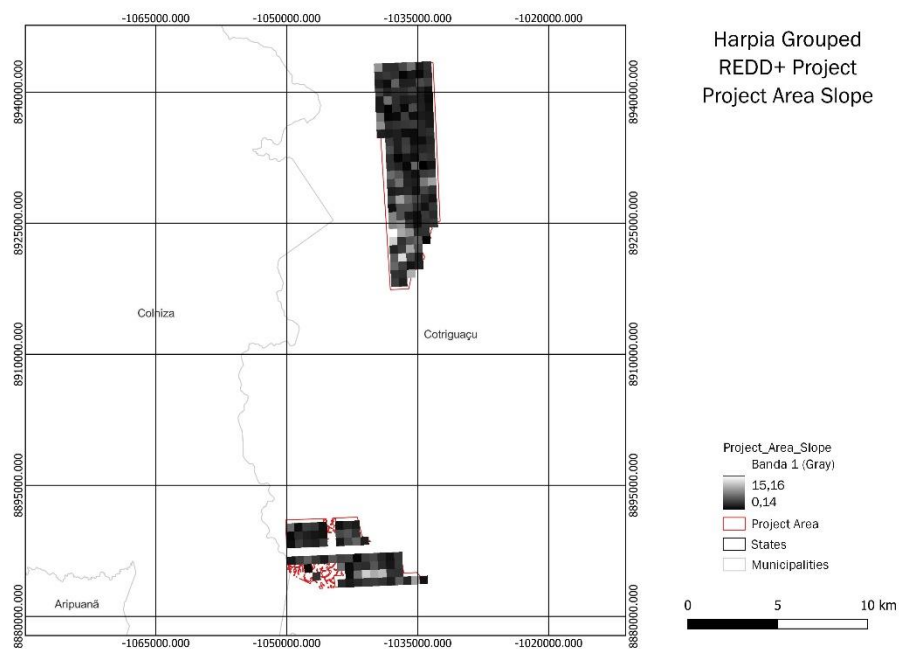 -1065000.000
-1050000.000
-1035000.000
-1020000.000
Harpia Grouped
REDD+ Project
Project Area Slope
8940000.000
8940000.000
8925000.000
8925000.000
Colniza
Cotriguaçu
8910000.000
8910000.000
8895000.000
8895000.000
Project_Area_Slope
Banda 1 (Gray)
15,16
0,14
Project Area
States
Municipalities
Aripuanã
8880000.000
8880000.000
0
5
10 km
-1065000.000
-1050000.000
-1035000.000
-1020000.000